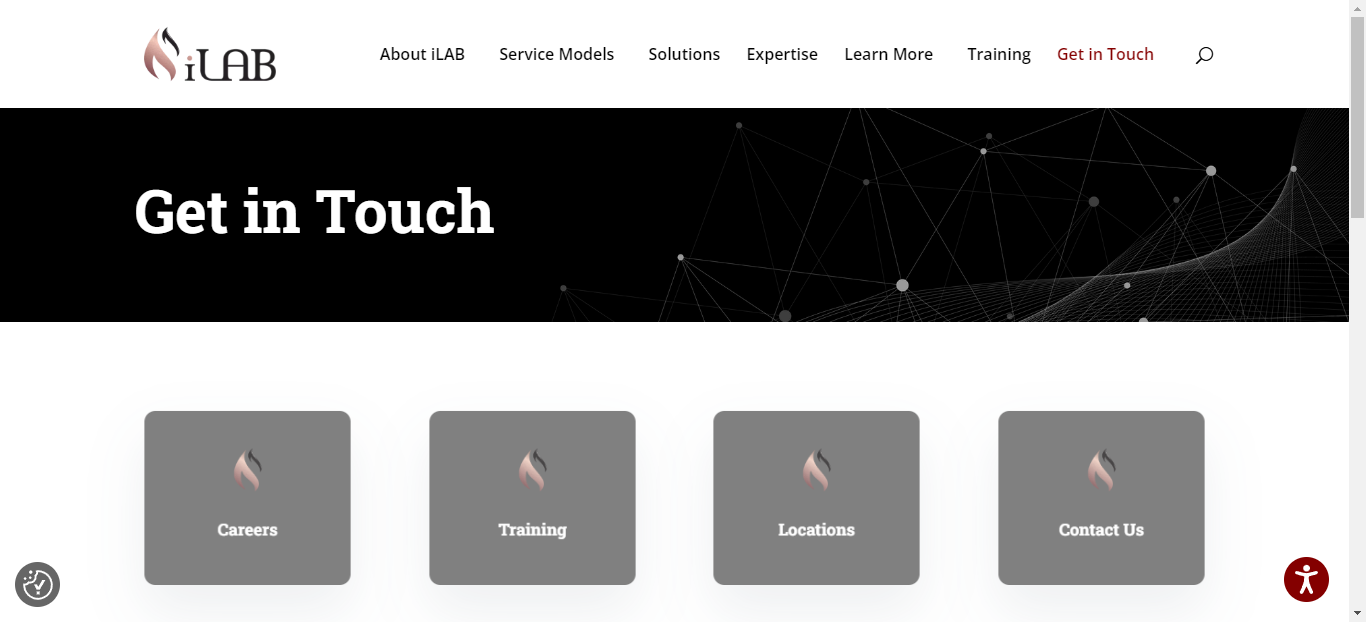 iLAB
About iLAB Service Models Solutions Expertise Learn More Training Get in Touch
Get in Touch
Careers Training Locations Contact Us